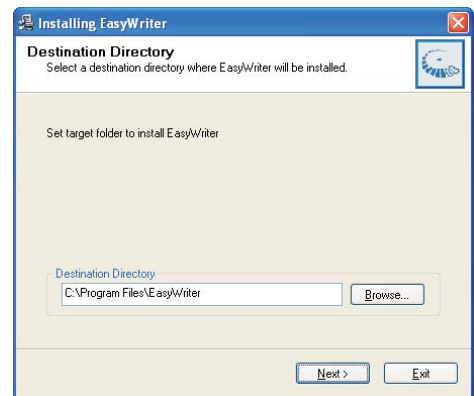 Installing EasyWriter
Destination Directory
Select a destination directory where EasyWriter will be installed.
Set target folder to install EasyWriter
Destination Directory
C:\Program Files\EasyWriter
Browse...
Next >
Exit